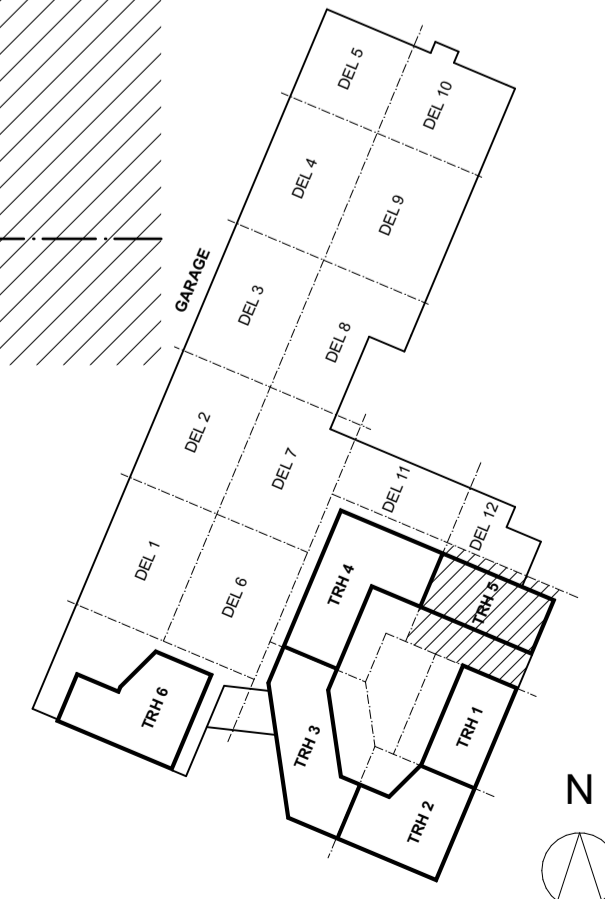 DEL 5
DEL 10
DEL 4
DEL 9
GARAGE
DEL 3
DEL 8
DEL 2
DEL 7
DEL 11
DEL 12
DEL 1
DEL 6
TRH 4
TRH 5
TRH 6
TRH 3
TRH 1
TRH 2
N